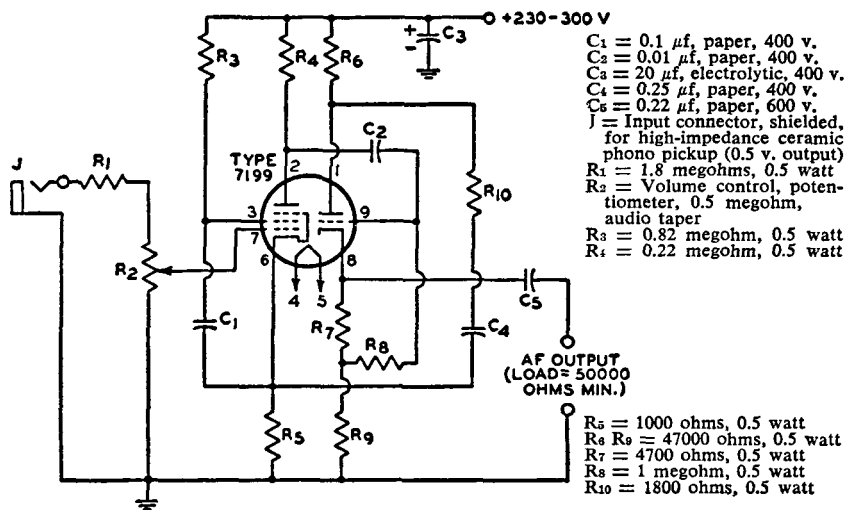 +230-300 V
C1 = 0.1 μf, paper, 400 v.
C2 = 0.01 μf, paper, 400 v.
C3 = 20 μf, electrolytic, 400 v.
C4 = 0.25 μf, paper, 400 v.
C5 = 0.22 μf, paper, 600 v.
J = Input connector, shielded,
for high-impedance ceramic
phono pickup (0.5 v. output)
R1 = 1.8 megohms, 0.5 watt
R2 = Volume control, poten-
tiometer, 0.5 megohm,
audio taper
R3 = 0.82 megohm, 0.5 watt
R4 = 0.22 megohm, 0.5 watt
R3
R4
R6
+
-
C3
C2
TYPE
7199
2
1
J
R1
R10
3
7
9
6
8
R2
4
5
C5
C1
R7
R8
C4
AF OUTPUT
(LOAD=50000
OHMS MIN.)
R5
R9
R5 = 1000 ohms, 0.5 watt
R6 R9 = 47000 ohms, 0.5 watt
R7 = 4700 ohms, 0.5 watt
R8 = 1 megohm, 0.5 watt
R10 = 1800 ohms, 0.5 watt